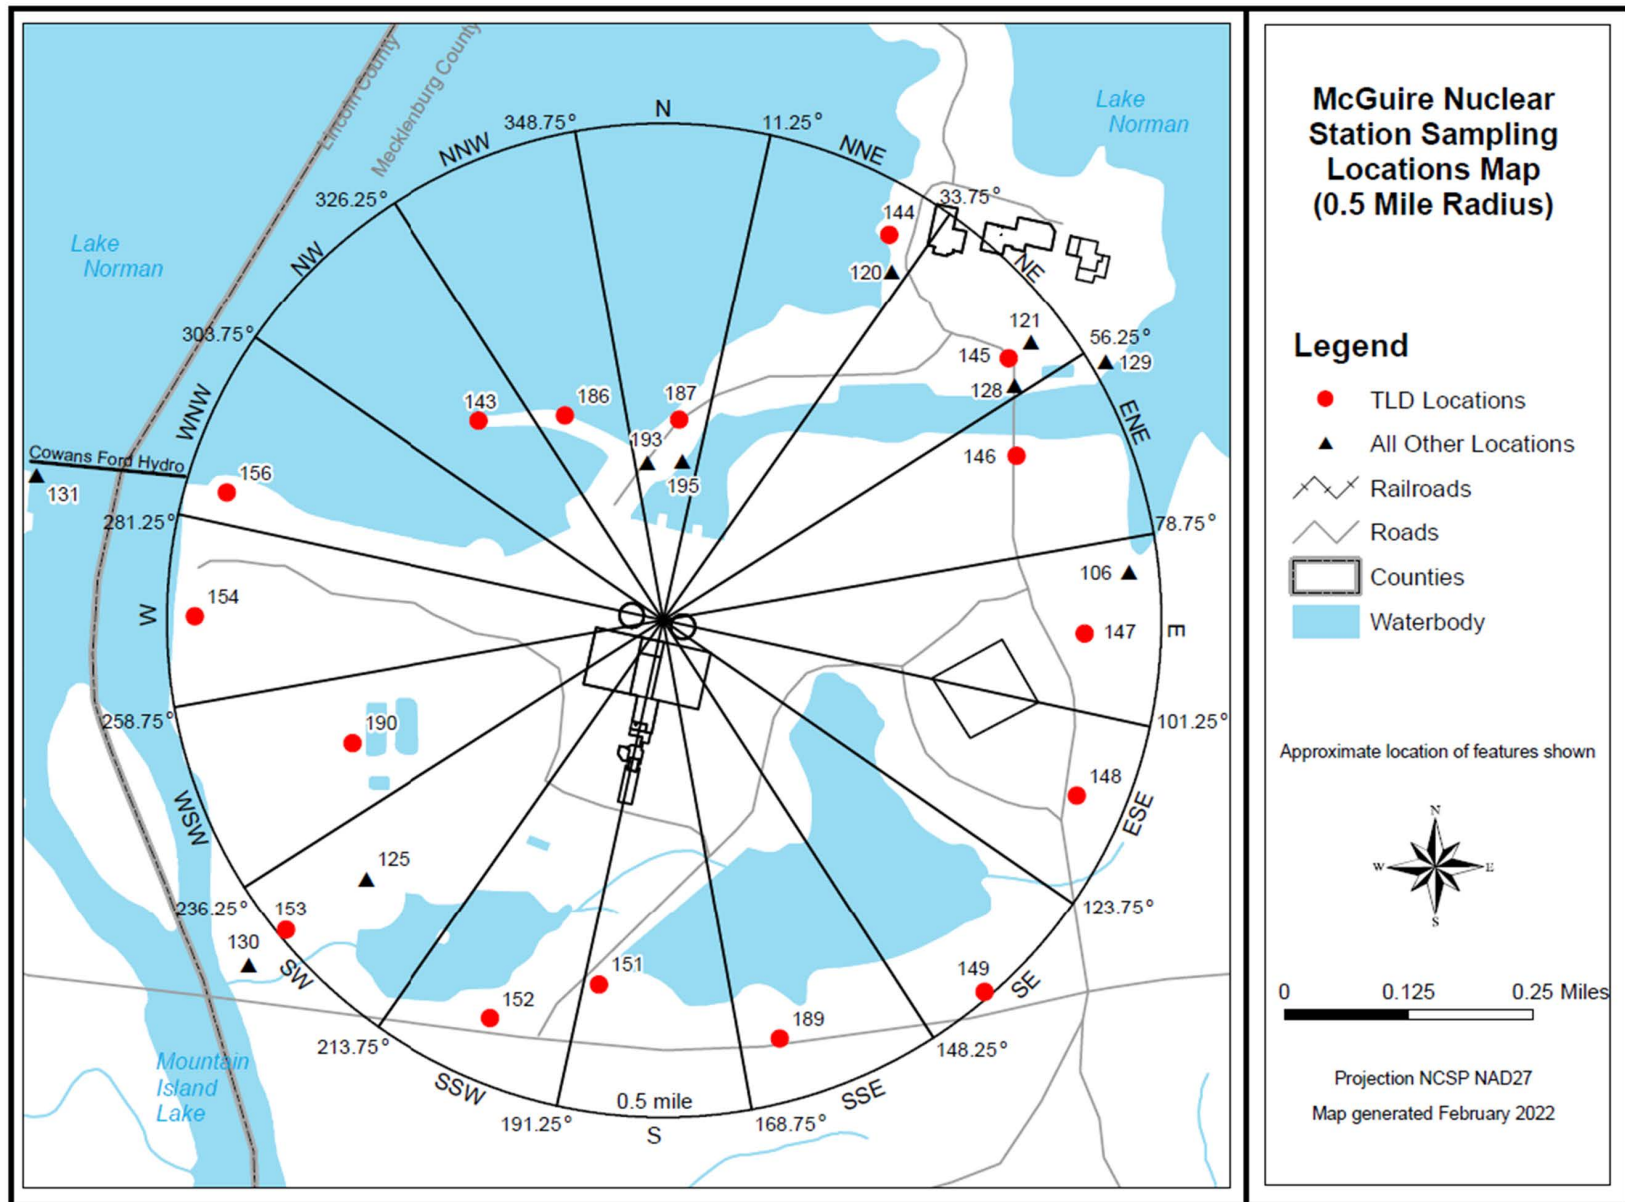 Lincoln County
Mecklenburg County
Lake
Norman
Lake
Norman
N
348.75°
11.25°
NNW
NNE
326.25°
33.75°
144
NW
NE
120
303.75°
121
56.25°
145
129
128
WNW
143
186
187
ENE
193
195
146
Cowans Ford Hydro
131
156
281.25°
78.75°
106
W
154
147
E
258.75°
190
101.25°
148
WSW
ESE
125
236.25°
153
123.75°
130
SW
151
149
SE
152
189
213.75°
148.25°
Mountain
Island
Lake
SSW
0.5 mile
SSE
191.25°
S
168.75°
McGuire Nuclear
Station Sampling
Locations Map
(0.5 Mile Radius)
Legend
TLD Locations
All Other Locations
Railroads
Roads
Counties
Waterbody
Approximate location of features shown
N
W
E
S
0 0.125 0.25 Miles
Projection NCSP NAD27
Map generated February 2022